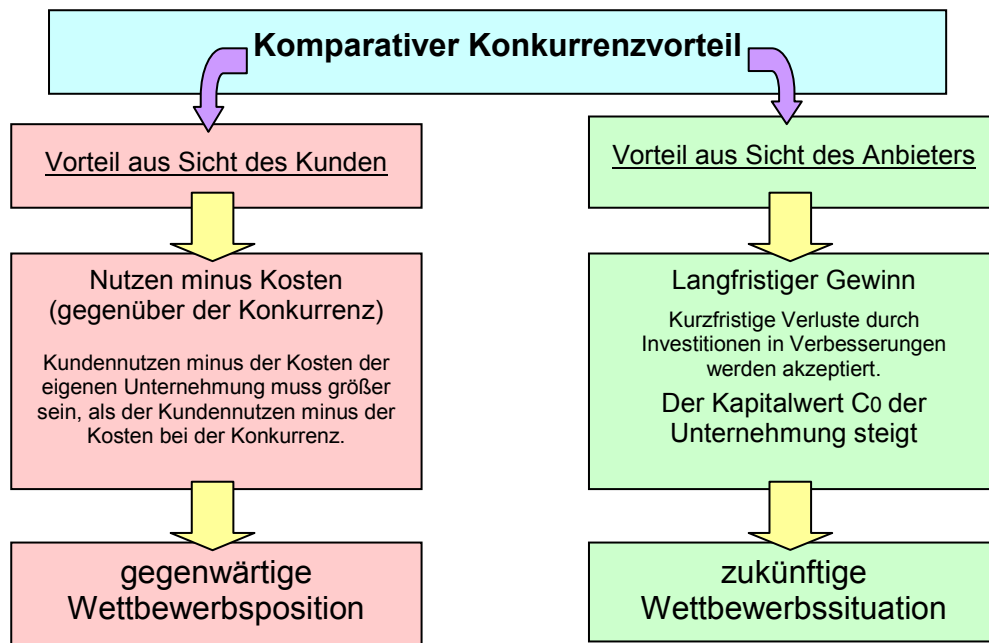 Komparativer Konkurrenzvorteil
Vorteil aus Sicht des Kunden
Nutzen minus Kosten
(gegenüber der Konkurrenz)
Kundennutzen minus der Kosten der
eigenen Unternehmung muss größer
sein, als der Kundennutzen minus der
Kosten bei der Konkurrenz.
gegenwärtige
Wettbewerbsposition
Vorteil aus Sicht des Anbieters
Langfristiger Gewinn
Kurzfristige Verluste durch
Investitionen in Verbesserungen
werden akzeptiert.
Der Kapitalwert C0 der
Unternehmung steigt
zukünftige
Wettbewerbssituation